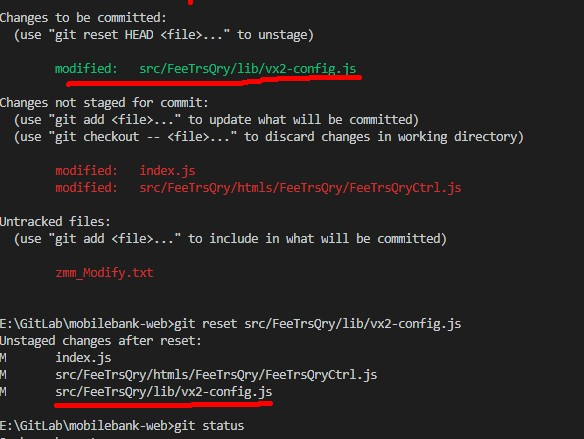 Changes to be committed:
(use "git reset HEAD <file>..." to unstage)
modified: src/FeeTrsQry/lib/vx2-config.js
Changes not staged for commit:
(use "git add <file>..." to update what will be committed)
(use "git checkout -- <file>..." to discard changes in working directory)
modified: index.js
modified: src/FeeTrsQry/htmls/FeeTrsQry/FeeTrsQryCtrl.js
Untracked files:
(use "git add <file>..." to include in what will be committed)
zmm_Modify.txt
E:\GitLab\mobilebank-web>git reset src/FeeTrsQry/lib/vx2-config.js
Unstaged changes after reset:
M index.js
M src/FeeTrsQry/htmls/FeeTrsQry/FeeTrsQryCtrl.js
M src/FeeTrsQry/lib/vx2-config.js
E:\GitLab\mobilebank-web>git status